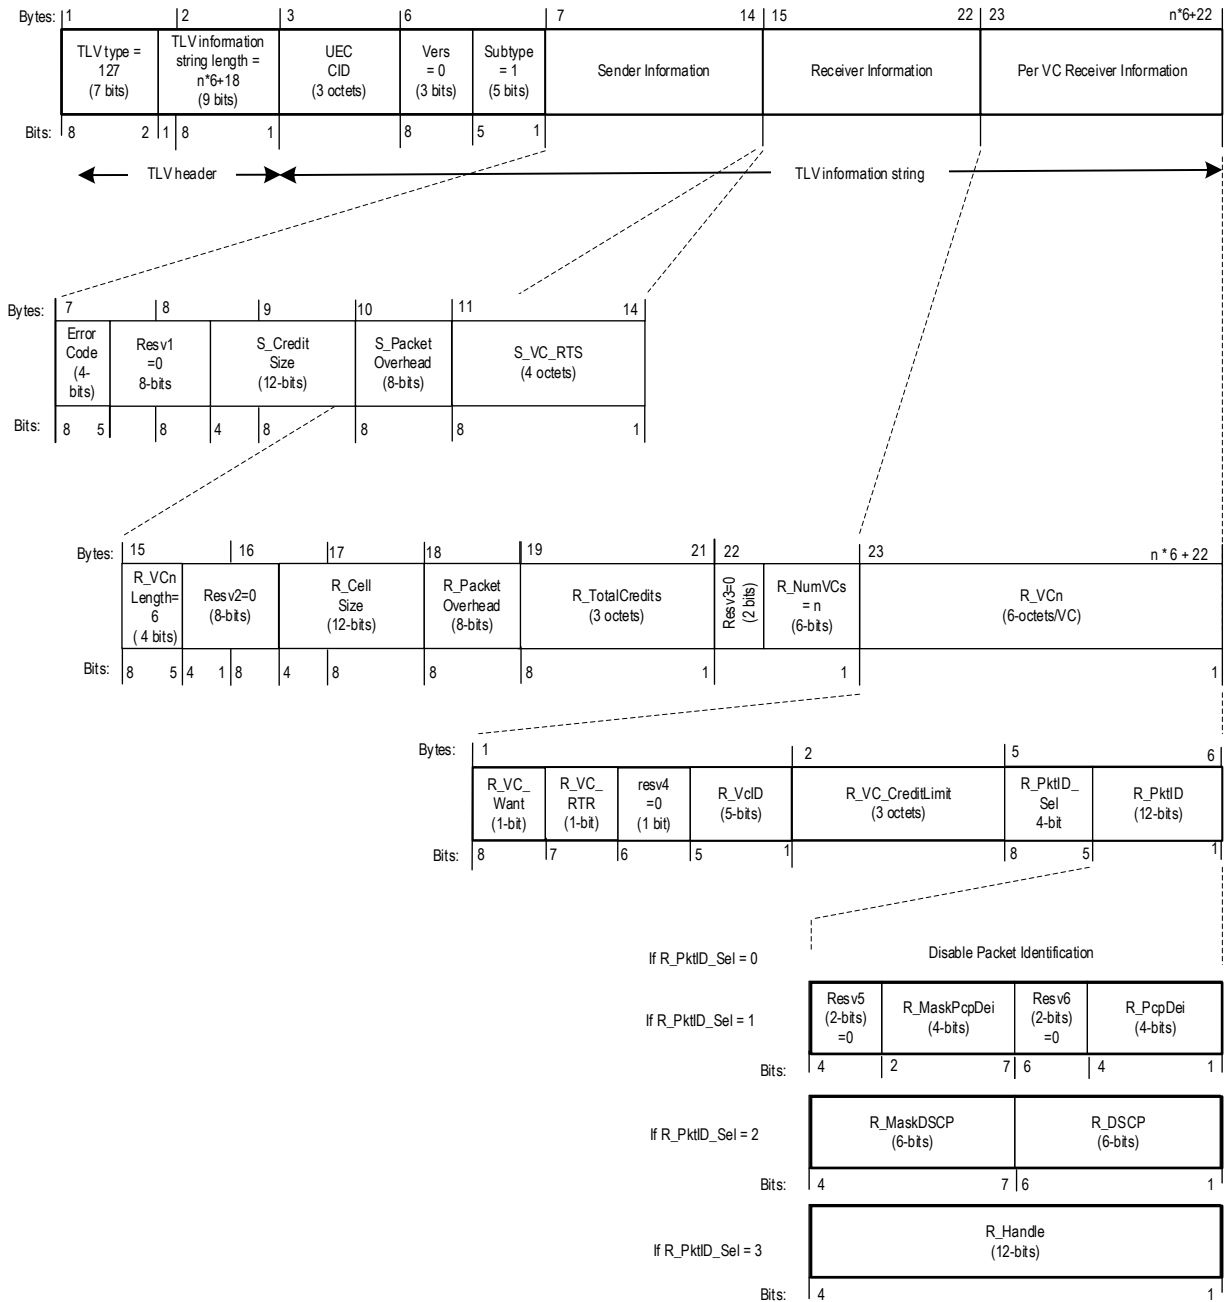 Bytes: 1 2 3 6 7 14 15 22 23 n*6+22
TLV type =
127
(7 bits)
TLV information
string length =
n*6+18
(9 bits)
UEC
CID
(3 octets)
Vers
= 0
(3 bits)
Subtype
= 1
(5 bits)
Sender Information
Receiver Information
Per VC Receiver Information
Bits: 8 2 1 8 1 8 5 1
TLV header
TLV information string
Bytes: 7 8 9 10 11 14
Error
Code
(4-
bits)
Resv1
=0
8-bits
S_Credit
Size
(12-bits)
S_Packet
Overhead
(8-bits)
S_VC_RTS
(4 octets)
Bits: 8 5 8 4 8 8 8 1
Bytes: 15 16 17 18 19 21 22 23 n * 6 + 22
R_VCn
Length=
6
( 4 bits)
Resv2=0
(8-bits)
R_Cell
Size
(12-bits)
R_Packet
Overhead
(8-bits)
R_TotalCredits
(3 octets)
Resv3=0
(2 bits)
R_NumVCs
= n
(6-bits)
R_VCn
(6-octets/VC)
Bits: 8 5 4 1 8 4 8 8 8 1 1 1
Bytes: 1 2 5 6
R_VC_
Want
(1-bit)
R_VC_
RTR
(1-bit)
resv4
=0
(1 bit)
R_VcID
(5-bits)
R_VC_CreditLimit
(3 octets)
R_PktID_
Sel
4-bit
R_PktID
(12-bits)
Bits: 8 7 6 5 1 8 5 1
If R_PktID_Sel = 0
Disable Packet Identification
If R_PktID_Sel = 1
Resv5
(2-bits)
=0
R_MaskPcpDei
(4-bits)
Resv6
(2-bits)
=0
R_PcpDei
(4-bits)
Bits: 4 2 7 6 4 1
If R_PktID_Sel = 2
R_MaskDSCP
(6-bits)
R_DSCP
(6-bits)
Bits: 4 7 6 1
If R_PktID_Sel = 3
R_Handle
(12-bits)
Bits: 4 1